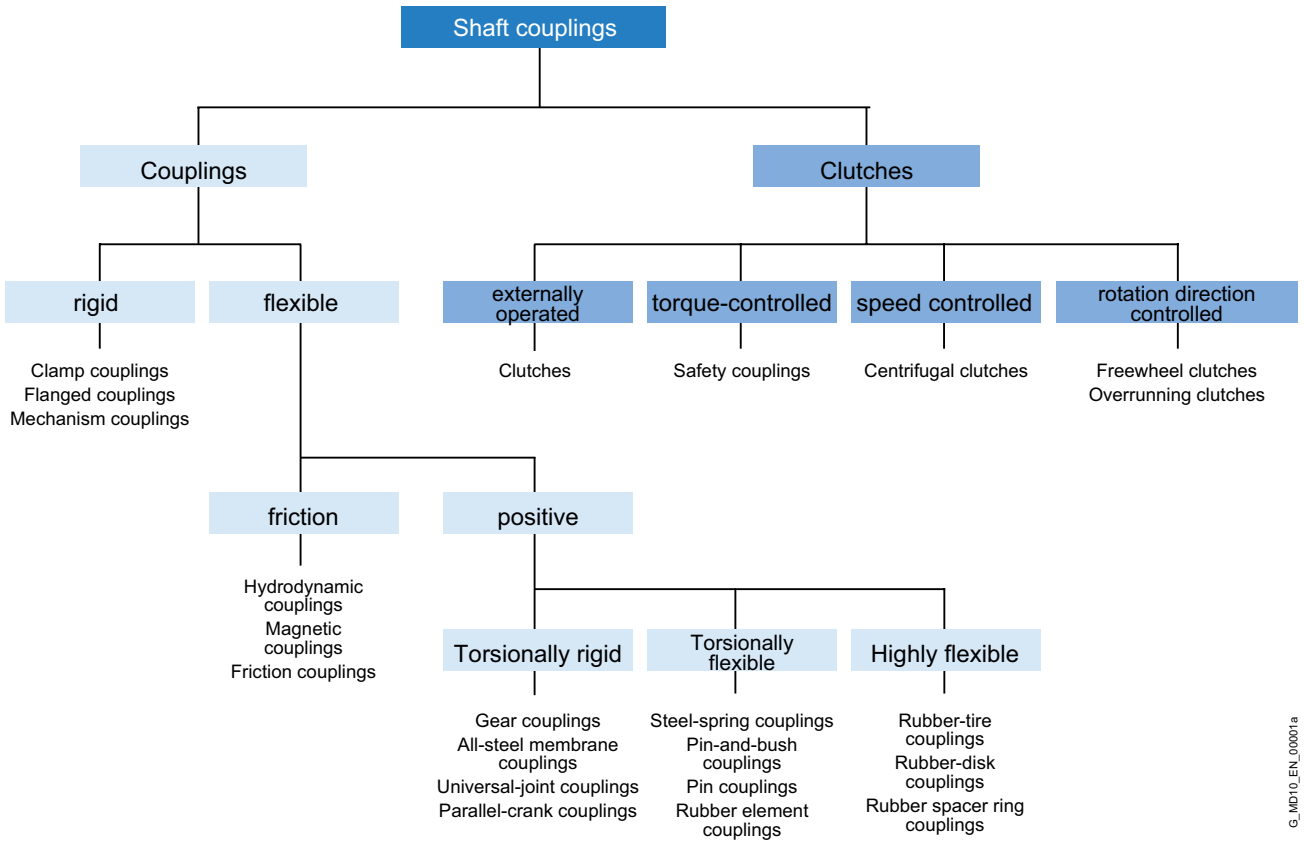 Shaft couplings
Couplings
Clutches
rigid
flexible
externally
operated
torque-controlled
speed controlled
rotation direction
controlled
Clamp couplings
Flanged couplings
Mechanism couplings
Clutches
Safety couplings
Centrifugal clutches
Freewheel clutches
Overrunning clutches
friction
positive
Hydrodynamic
couplings
Magnetic
couplings
Friction couplings
Torsionally rigid
Torsionally
flexible
Highly flexible
Gear couplings
All-steel membrane
couplings
Universal-joint couplings
Parallel-crank couplings
Steel-spring couplings
Pin-and-bush
couplings
Pin couplings
Rubber element
couplings
Rubber-tire
couplings
Rubber-disk
couplings
Rubber spacer ring
couplings
G_MD10_EN_00001a